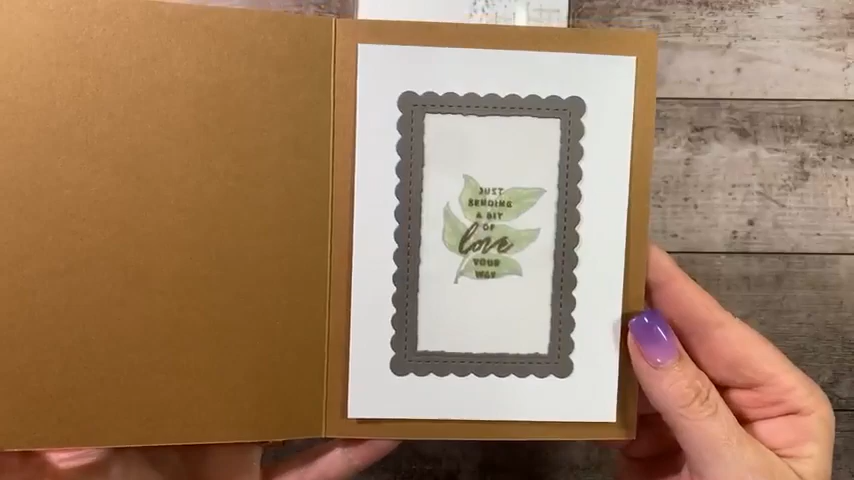 JUST
SENDING
A BIT
OF
love
YOUR
WAY